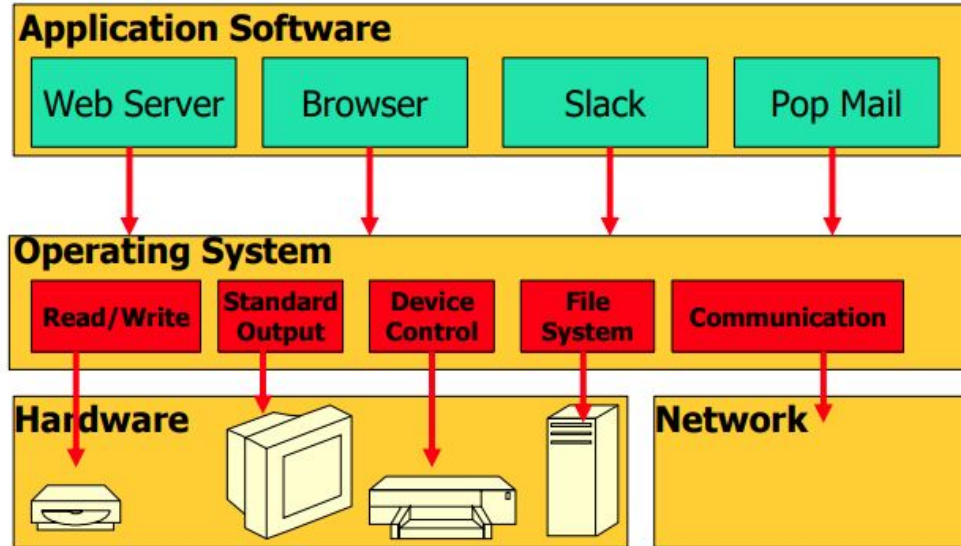 Application Software
Web Server
Browser
Slack
Pop Mail
Operating System
Read/Write
Standard
Output
Device
Control
File
System
Communication
Hardware
Network